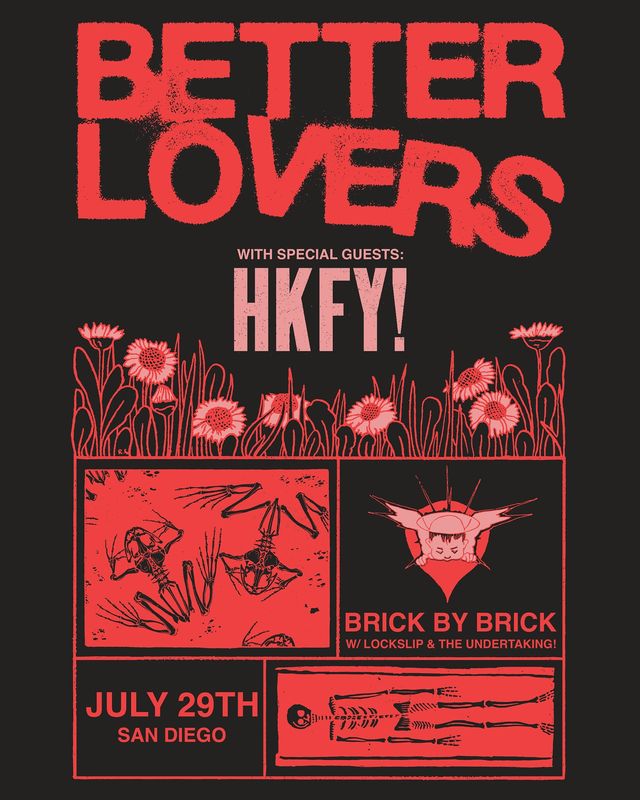 BETTER
LOVERS
WITH SPECIAL GUESTS:
HKFY!
BRICK BY BRICK
W/ LOCKSLIP & THE UNDERTAKING!
JULY 29TH
SAN DIEGO